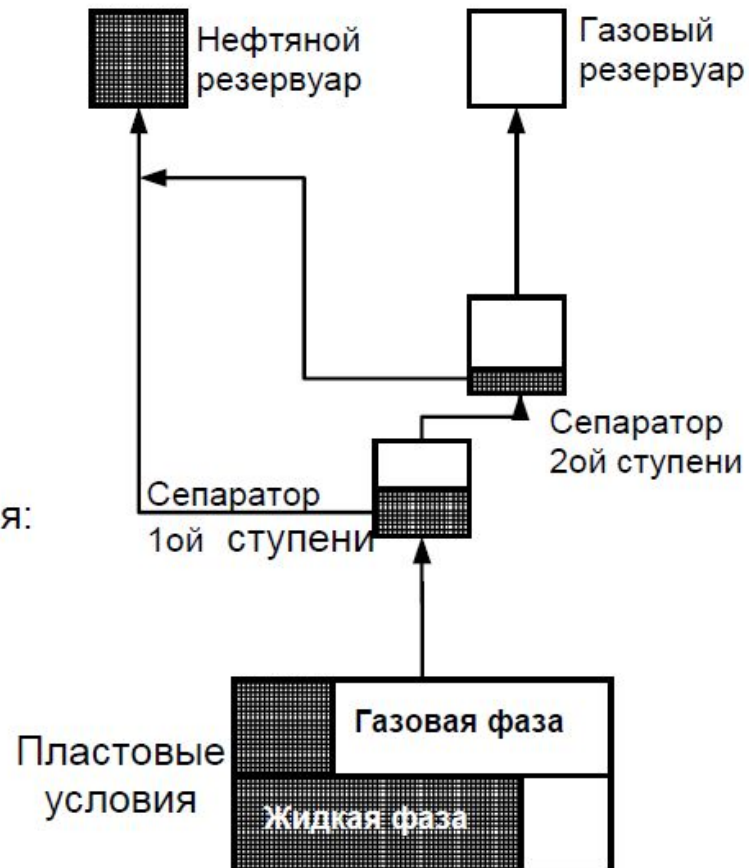 Нефтяной
резервуар
Газовый
резервуар
Сепаратор
2ой ступени
Сепаратор
1ой ступени
я:
Газовая фаза
Пластовые
условия
Жидкая фаза